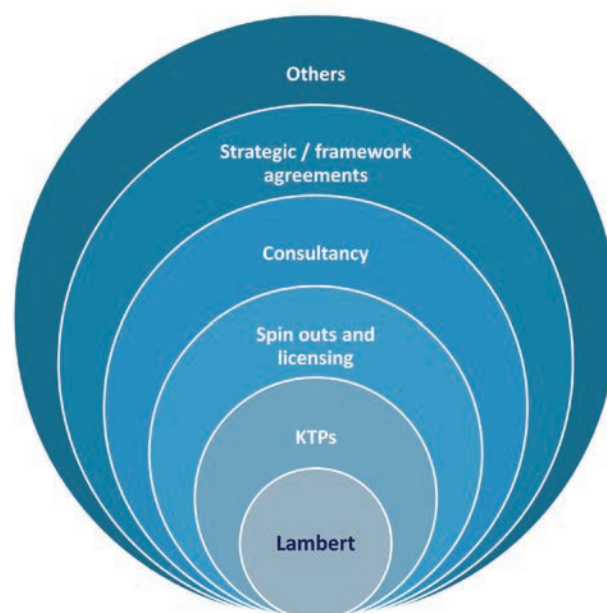 Others
Strategic / framework
agreements
Consultancy
Spin outs and
licensing
KTPs
Lambert